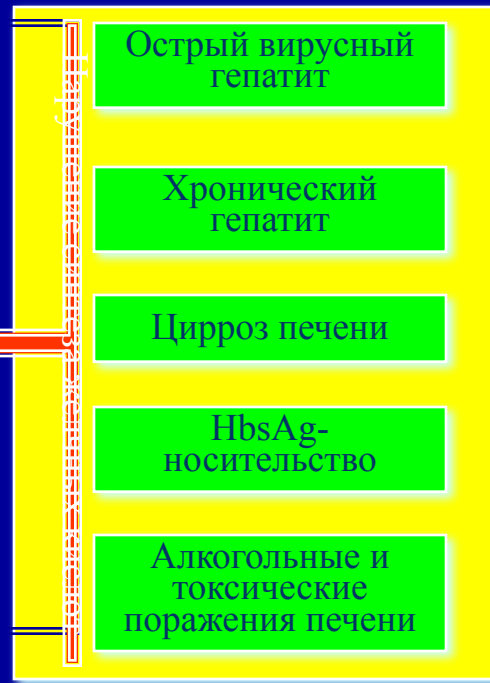 Острый вирусный
гепатит
Хронический
гепатит
Цирроз печени
HbsAg-
носительство
Алкогольные и
токсические
поражения печени